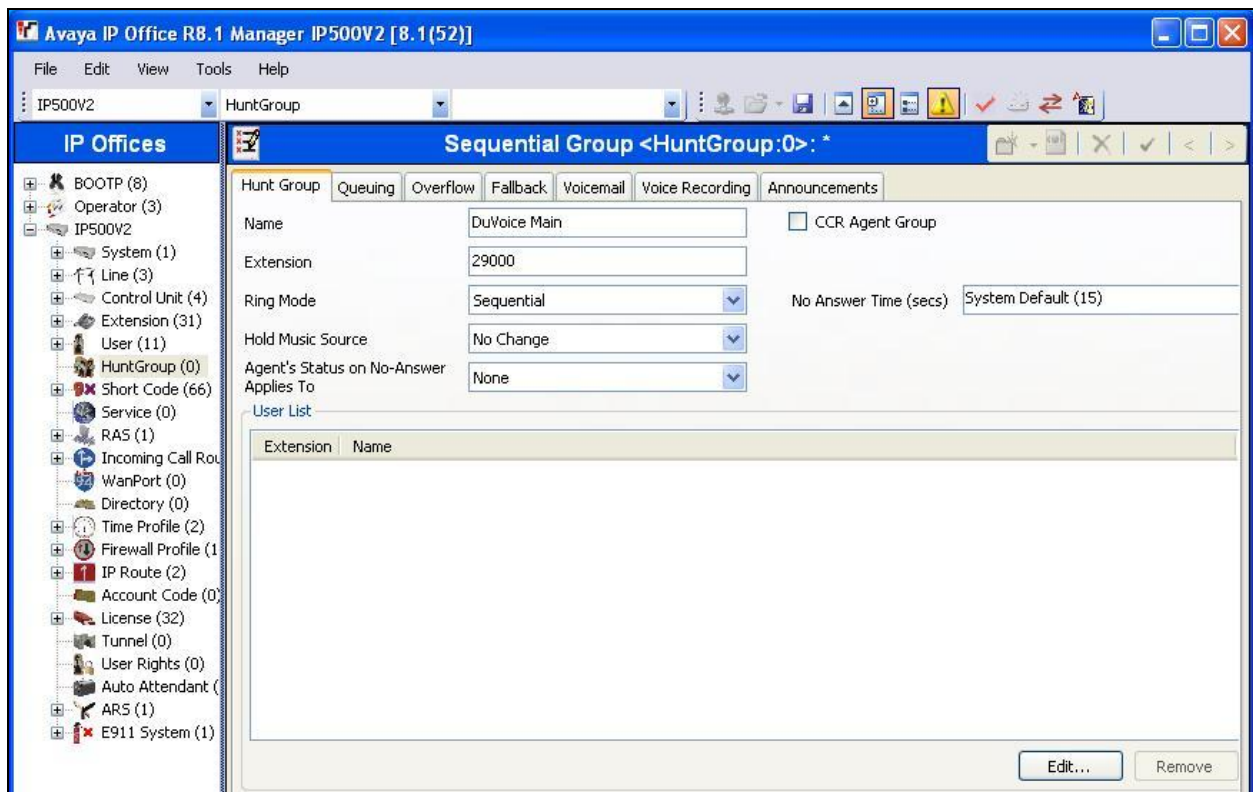 Avaya IP Office R8.1 Manager IP500V2 [8.1(52)]
File Edit View Tools Help
IP500V2 HuntGroup
IP Offices
BOOTP (8)
Operator (3)
IP500V2
System (1)
Line (3)
Control Unit (4)
Extension (31)
User (11)
HuntGroup (0)
Short Code (66)
Service (0)
RAS (1)
Incoming Call Rou
WanPort (0)
Directory (0)
Time Profile (2)
Firewall Profile (1
IP Route (2)
Account Code (0)
License (32)
Tunnel (0)
User Rights (0)
Auto Attendant (
ARS (1)
E911 System (1)
Sequential Group <HuntGroup:0>: *
Hunt Group Queuing Overflow Fallback Voicemail Voice Recording Announcements
Name DuVoice Main CCR Agent Group
Extension 29000
Ring Mode Sequential No Answer Time (secs) System Default (15)
Hold Music Source No Change
Agent's Status on No-Answer
Applies To None
User List
Extension Name
Edit... Remove